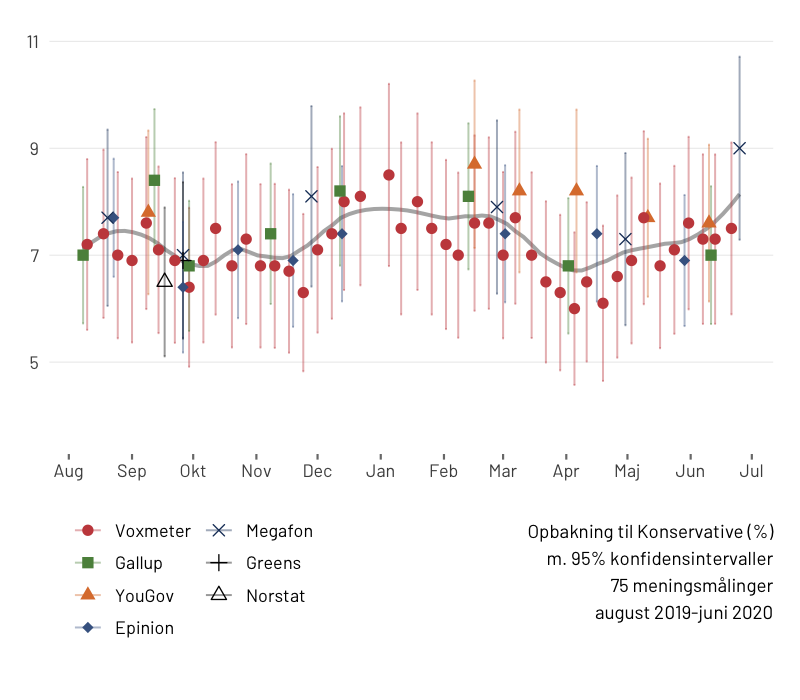 11
9
7
5
Aug Sep Okt Nov Dec Jan Feb Mar Apr Maj Jun Jul
Voxmeter Megafon
Gallup Greens
YouGov Norstat
Epinion
Opbakning til Konservative (%)
m. 95% konfidensintervaller
75 meningsmålinger
august 2019-juni 2020